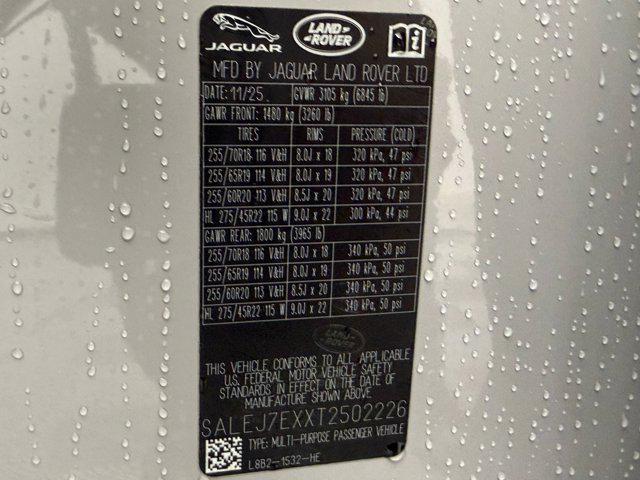 JAGUAR
LAND ROVER
MFD BY JAGUAR LAND ROVER LTD
DATE: 11/25 GVWR 3105 kg (6845 lb)
GAWR FRONT: 1480 kg (3260 lb)
TIRES RIMS PRESSURE (COLD)
255/70R18 116 V&H 8.0J x 18 320 kPa, 47 psi
255/65R19 114 V&H 8.0J x 19 320 kPa, 47 psi
255/60R20 113 V&H 8.5J x 20 320 kPa, 47 psi
HL 275/45R22 115 W 9.0J x 22 300 kPa, 44 psi
GAWR REAR: 1800 kg (3965 lb)
255/70R18 116 V&H 8.0J x 18 340 kPa, 50 psi
255/65R19 114 V&H 8.0J x 19 340 kPa, 50 psi
255/60R20 113 V&H 8.5J x 20 340 kPa, 50 psi
HL 275/45R22 115 W 9.0J x 22 340 kPa, 50 psi
LAND ROVER
THIS VEHICLE CONFORMS TO ALL APPLICABLE
U.S. FEDERAL MOTOR VEHICLE SAFETY
STANDARDS IN EFFECT ON THE DATE OF
MANUFACTURE SHOWN ABOVE
SALEJ7EXXT2502226
TYPE: MULTI-PURPOSE PASSENGER VEHICLE
L8B2-1532-HE